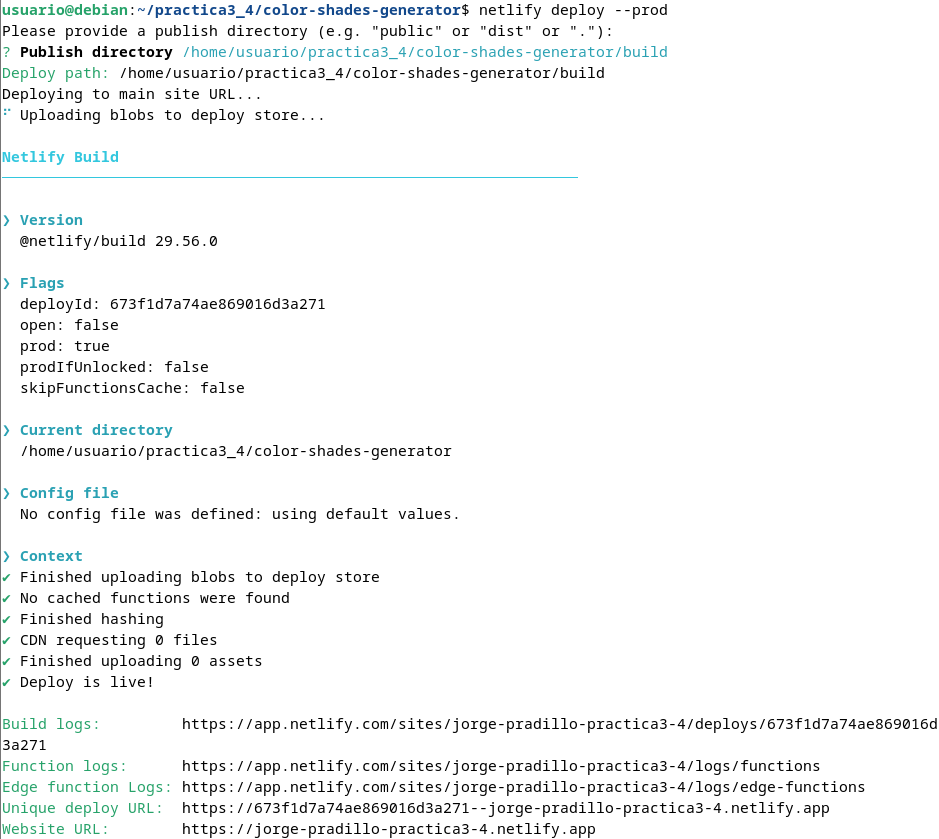 usuario@debian:~/practica3_4/color-shades-generator$ netlify deploy --prod
Please provide a publish directory (e.g. "public" or "dist" or "."):
? Publish directory /home/usuario/practica3_4/color-shades-generator/build
Deploy path: /home/usuario/practica3_4/color-shades-generator/build
Deploying to main site URL...
⠋ Uploading blobs to deploy store...
Netlify Build
────────────────────────────────────────────────────────────────
❯ Version
@netlify/build 29.56.0
❯ Flags
deployId: 673f1d7a74ae869016d3a271
open: false
prod: true
prodIfUnlocked: false
skipFunctionsCache: false
❯ Current directory
/home/usuario/practica3_4/color-shades-generator
❯ Config file
No config file was defined: using default values.
❯ Context
✔ Finished uploading blobs to deploy store
✔ No cached functions were found
✔ Finished hashing
✔ CDN requesting 0 files
✔ Finished uploading 0 assets
✔ Deploy is live!
Build logs: https://app.netlify.com/sites/jorge-pradillo-practica3-4/deploys/673f1d7a74ae869016d
3a271
Function logs: https://app.netlify.com/sites/jorge-pradillo-practica3-4/logs/functions
Edge function Logs: https://app.netlify.com/sites/jorge-pradillo-practica3-4/logs/edge-functions
Unique deploy URL: https://673f1d7a74ae869016d3a271--jorge-pradillo-practica3-4.netlify.app
Website URL: https://jorge-pradillo-practica3-4.netlify.app